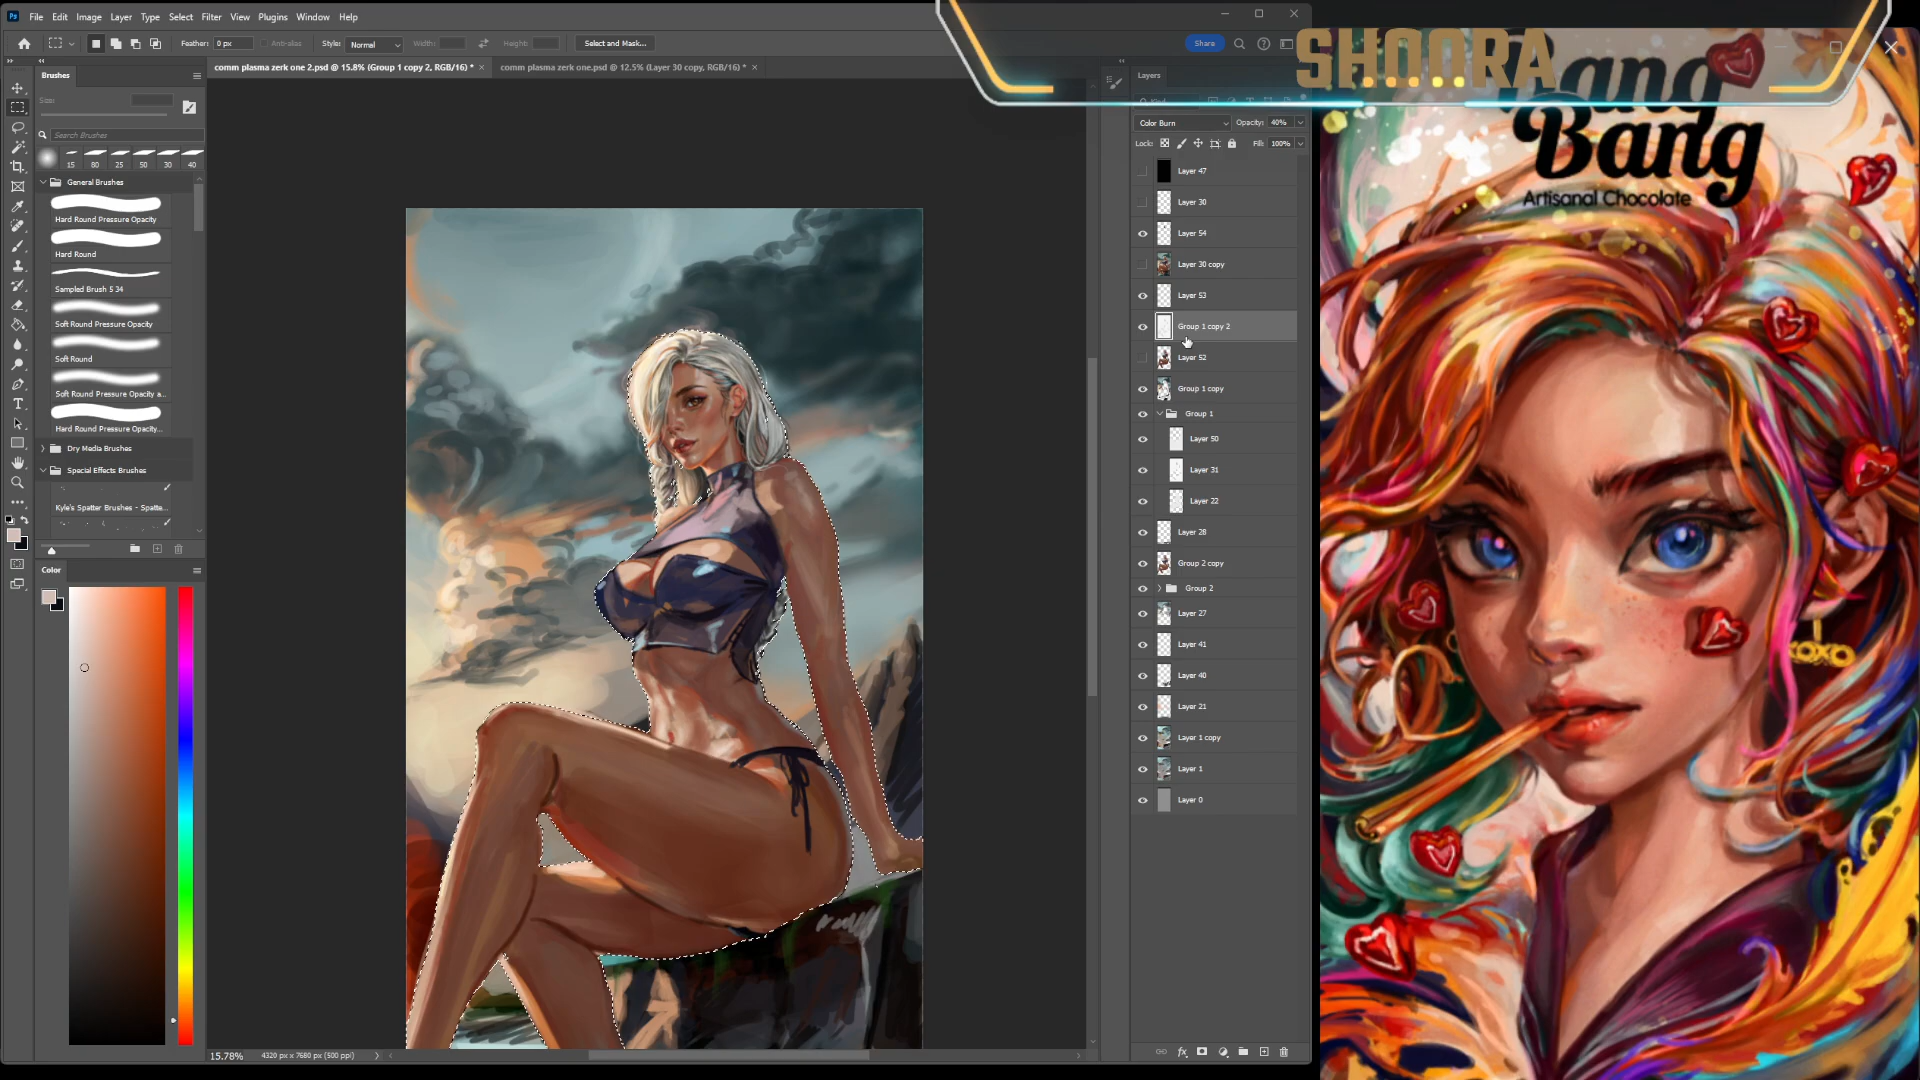 File Edit Image Layer Type Select Filter View Plugins Window Help
Feather: 0 px Anti-alias Style: Normal Width: Height: Select and Mask... Share
comm plasma zerk one 2.psd @ 15.8% (Group 1 copy 2, RGB/16) * ×
comm plasma zerk one.psd @ 12.5% (Layer 30 copy, RGB/16) * ×
Brushes
Size:
Search Brushes
15 80 25 50 30 40
General Brushes
Hard Round Pressure Opacity
Hard Round
Sampled Brush 5 34
Soft Round Pressure Opacity
Soft Round
Soft Round Pressure Opacity a...
Hard Round Pressure Opacity...
Dry Media Brushes
Special Effects Brushes
Kyle's Spatter Brushes - Spatte...
Color
15.78% 4320 px x 7680 px (500 ppi)
Layers
Color Burn Opacity: 40%
Lock: Fill: 100%
Layer 47
Layer 30
Layer 54
Layer 30 copy
Layer 53
Group 1 copy 2
Layer 52
Group 1 copy
Group 1
Layer 50
Layer 31
Layer 22
Layer 28
Group 2 copy
Group 2
Layer 27
Layer 41
Layer 40
Layer 21
Layer 1 copy
Layer 1
Layer 0
SHOORA
Bang
Artisanal Chocolate
XOXO